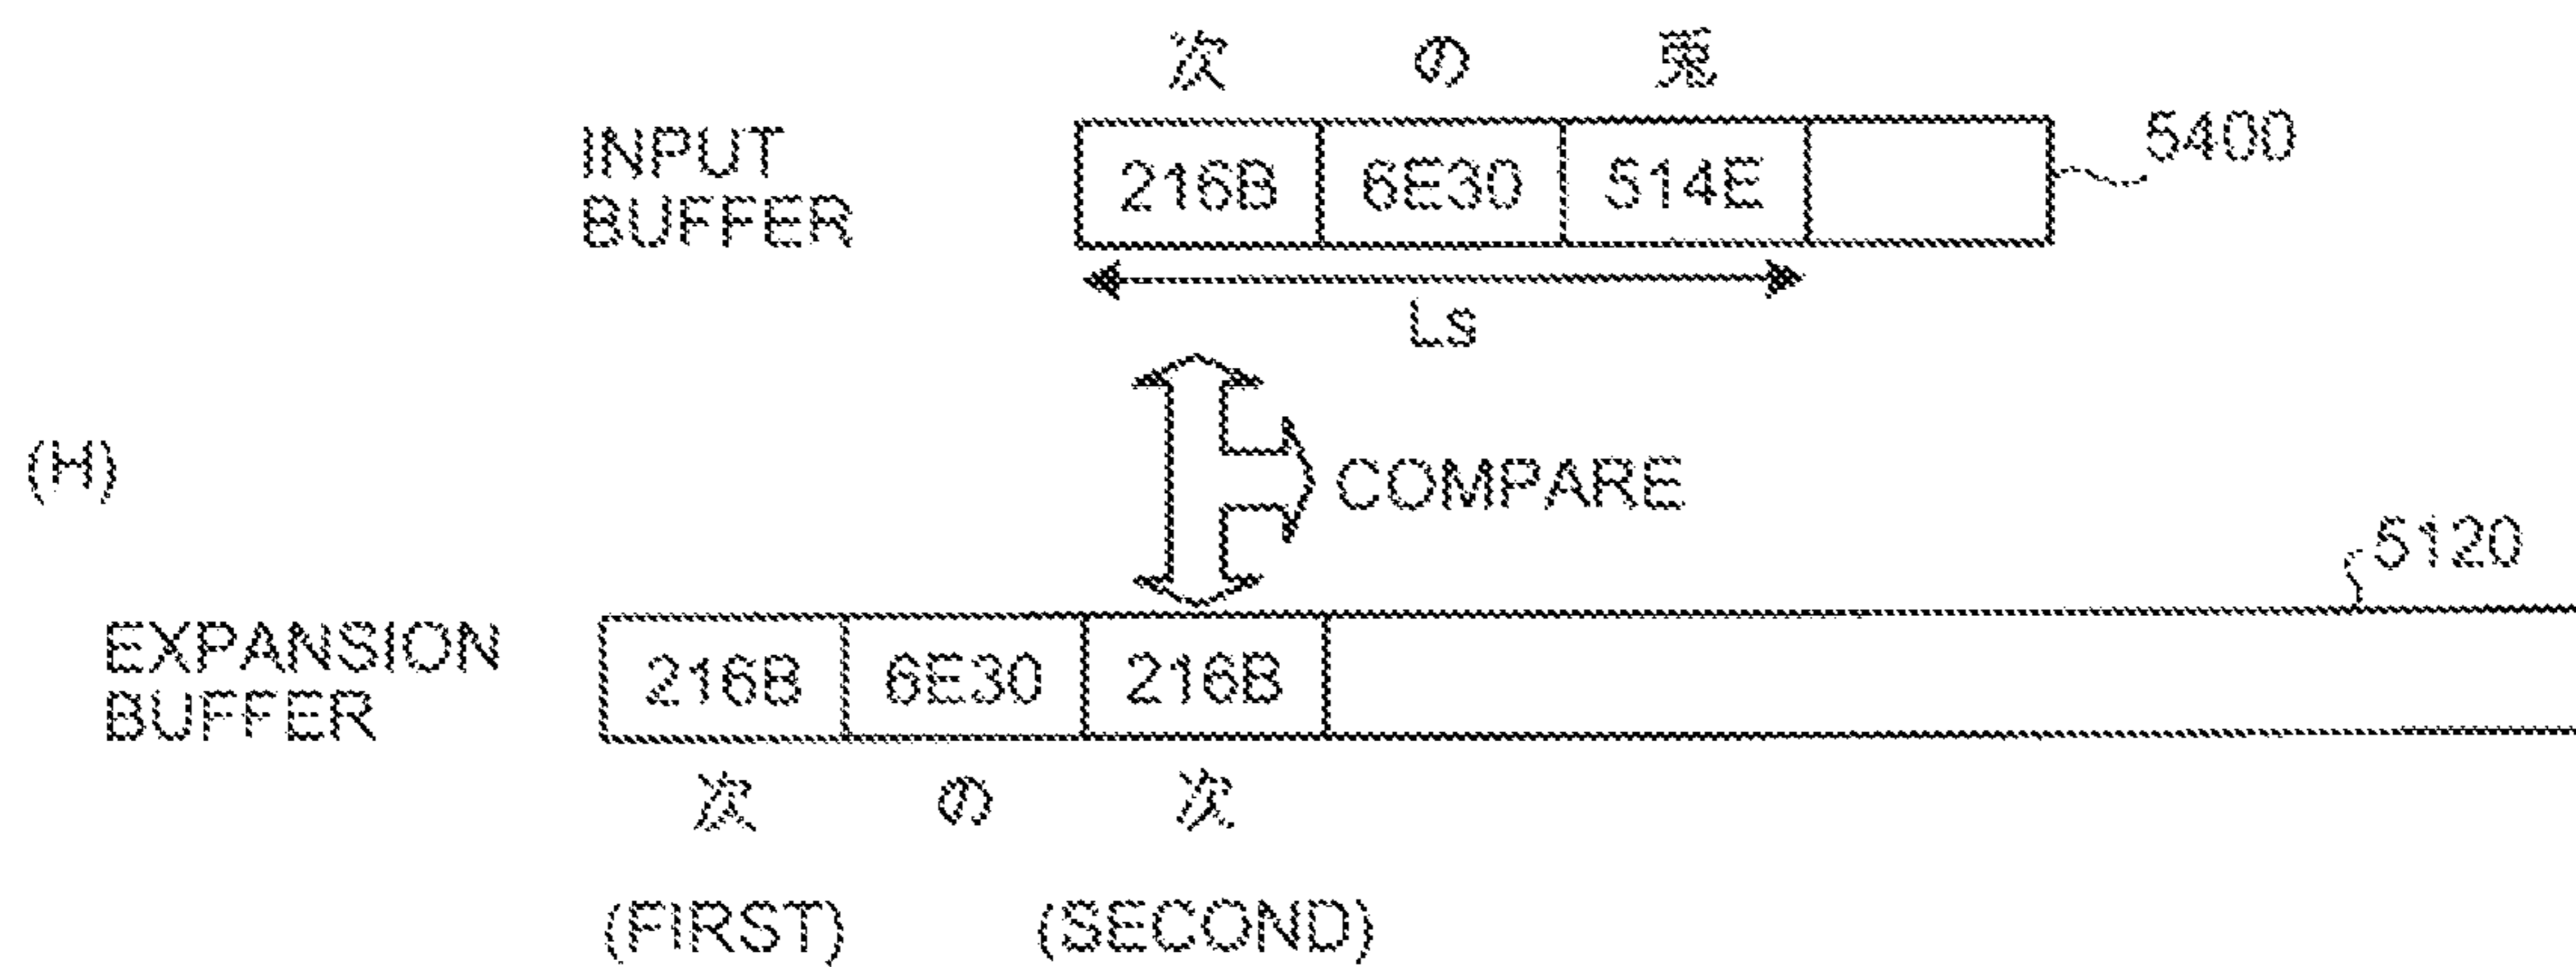 次 の 兎
INPUT BUFFER
216B 6E30 514E
5400
Ls
(H)
COMPARE
5120
EXPANSION BUFFER
216B 6E30 216B
次 の 次
(FIRST) (SECOND)